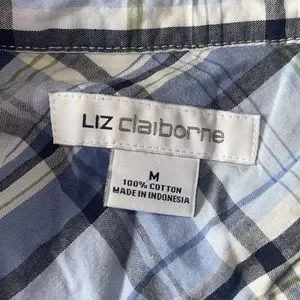 LIZ claiborne
M
100% COTTON
MADE IN INDONESIA